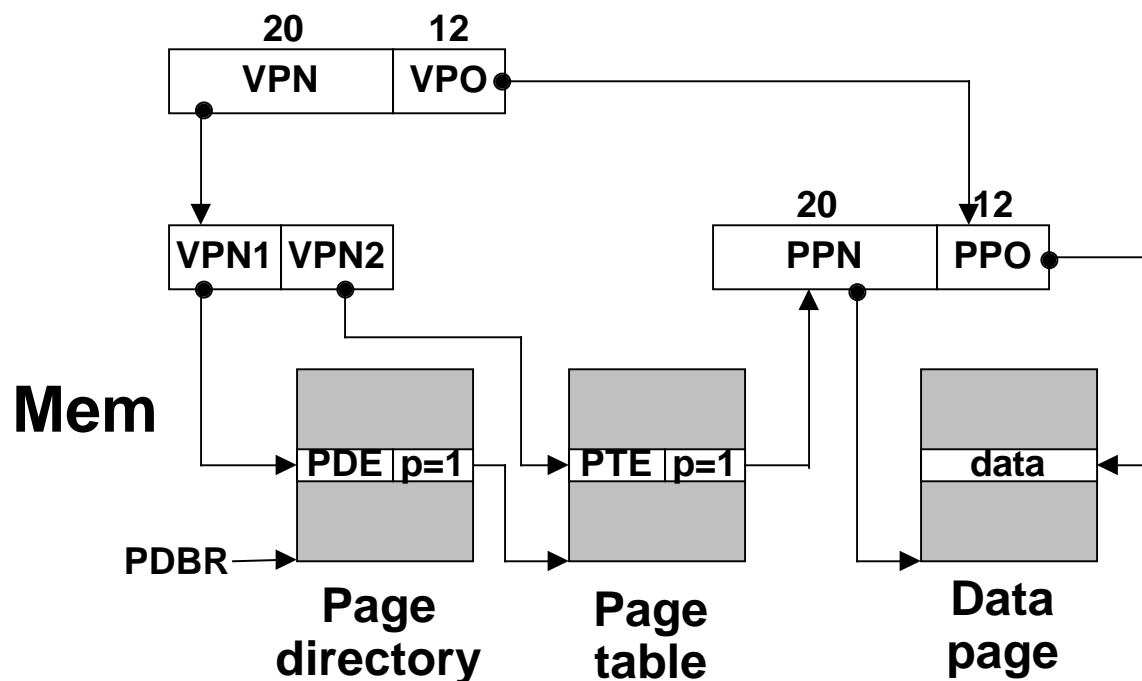 20 12
VPN VPO
20 12
VPN1 VPN2 PPN PPO
Mem
PDE p=1 PTE p=1 data
PDBR
Page directory
Page table
Data page